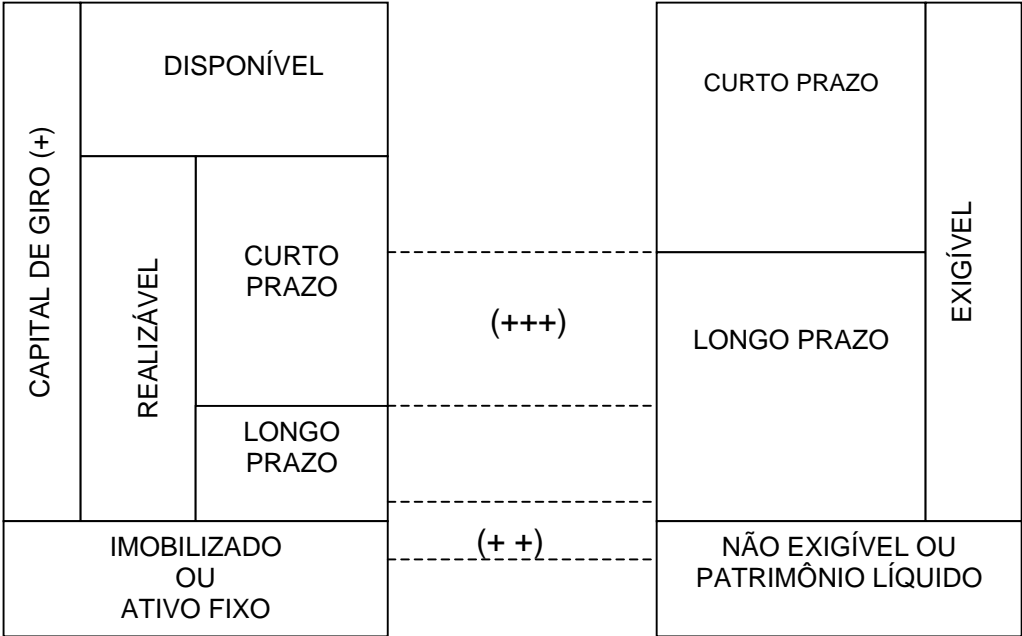 CAPITAL DE GIRO (+)
DISPONÍVEL
REALIZÁVEL
CURTO
PRAZO
LONGO
PRAZO
IMOBILIZADO
OU
ATIVO FIXO
(+++)
(+ +)
CURTO PRAZO
LONGO PRAZO
EXIGÍVEL
NÃO EXIGÍVEL OU
PATRIMÔNIO LÍQUIDO